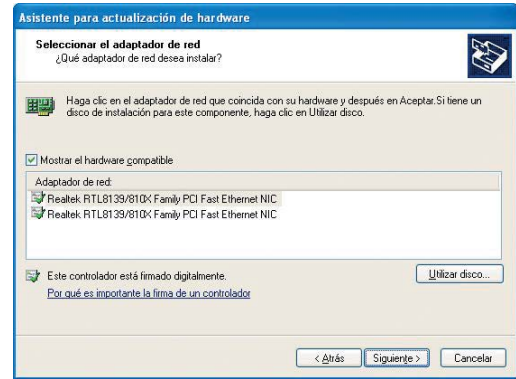 Asistente para actualización de hardware
Seleccionar el adaptador de red
¿Qué adaptador de red desea instalar?
Haga clic en el adaptador de red que coincida con su hardware y después en Aceptar.Si tiene un
disco de instalación para este componente, haga clic en Utilizar disco.
Mostrar el hardware compatible
Adaptador de red:
Realtek RTL8139/810X Family PCI Fast Ethernet NIC
Realtek RTL8139/810X Family PCI Fast Ethernet NIC
Este controlador está firmado digitalmente.
Utilizar disco...
Por qué es importante la firma de un controlador
< Atrás
Siguiente >
Cancelar